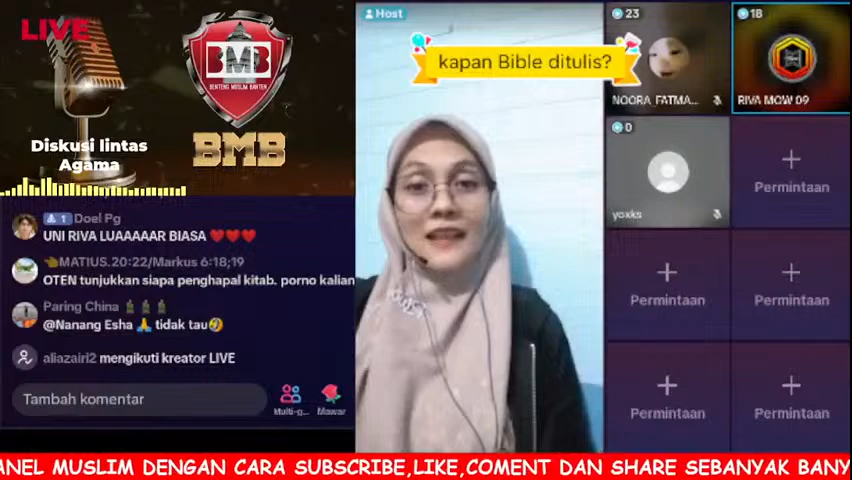 LIVE
BMB
BENTENG MUSLIM BANTEN
BMB
Diskusi lintas
Agama
1 Doel Pg
UNI RIVA LUAAAAAR BIASA ❤❤❤
👈MATIUS.20:22/Markus 6:18;19
OTEN tunjukkan siapa penghapal kitab. porno kalian
Paring China
@Nanang Esha 🙏 tidak tau🤣
aliazairi2 mengikuti kreator LIVE
Tambah komentar
Multi-g...
Mawar
Host
kapan Bible ditulis?
23
NOORA_FATMA...
18
RIVA MOW 09
0
yoxks
Permintaan
Permintaan
Permintaan
Permintaan
Permintaan
ANEL MUSLIM DENGAN CARA SUBSCRIBE,LIKE,COMENT DAN SHARE SEBANYAK BANY